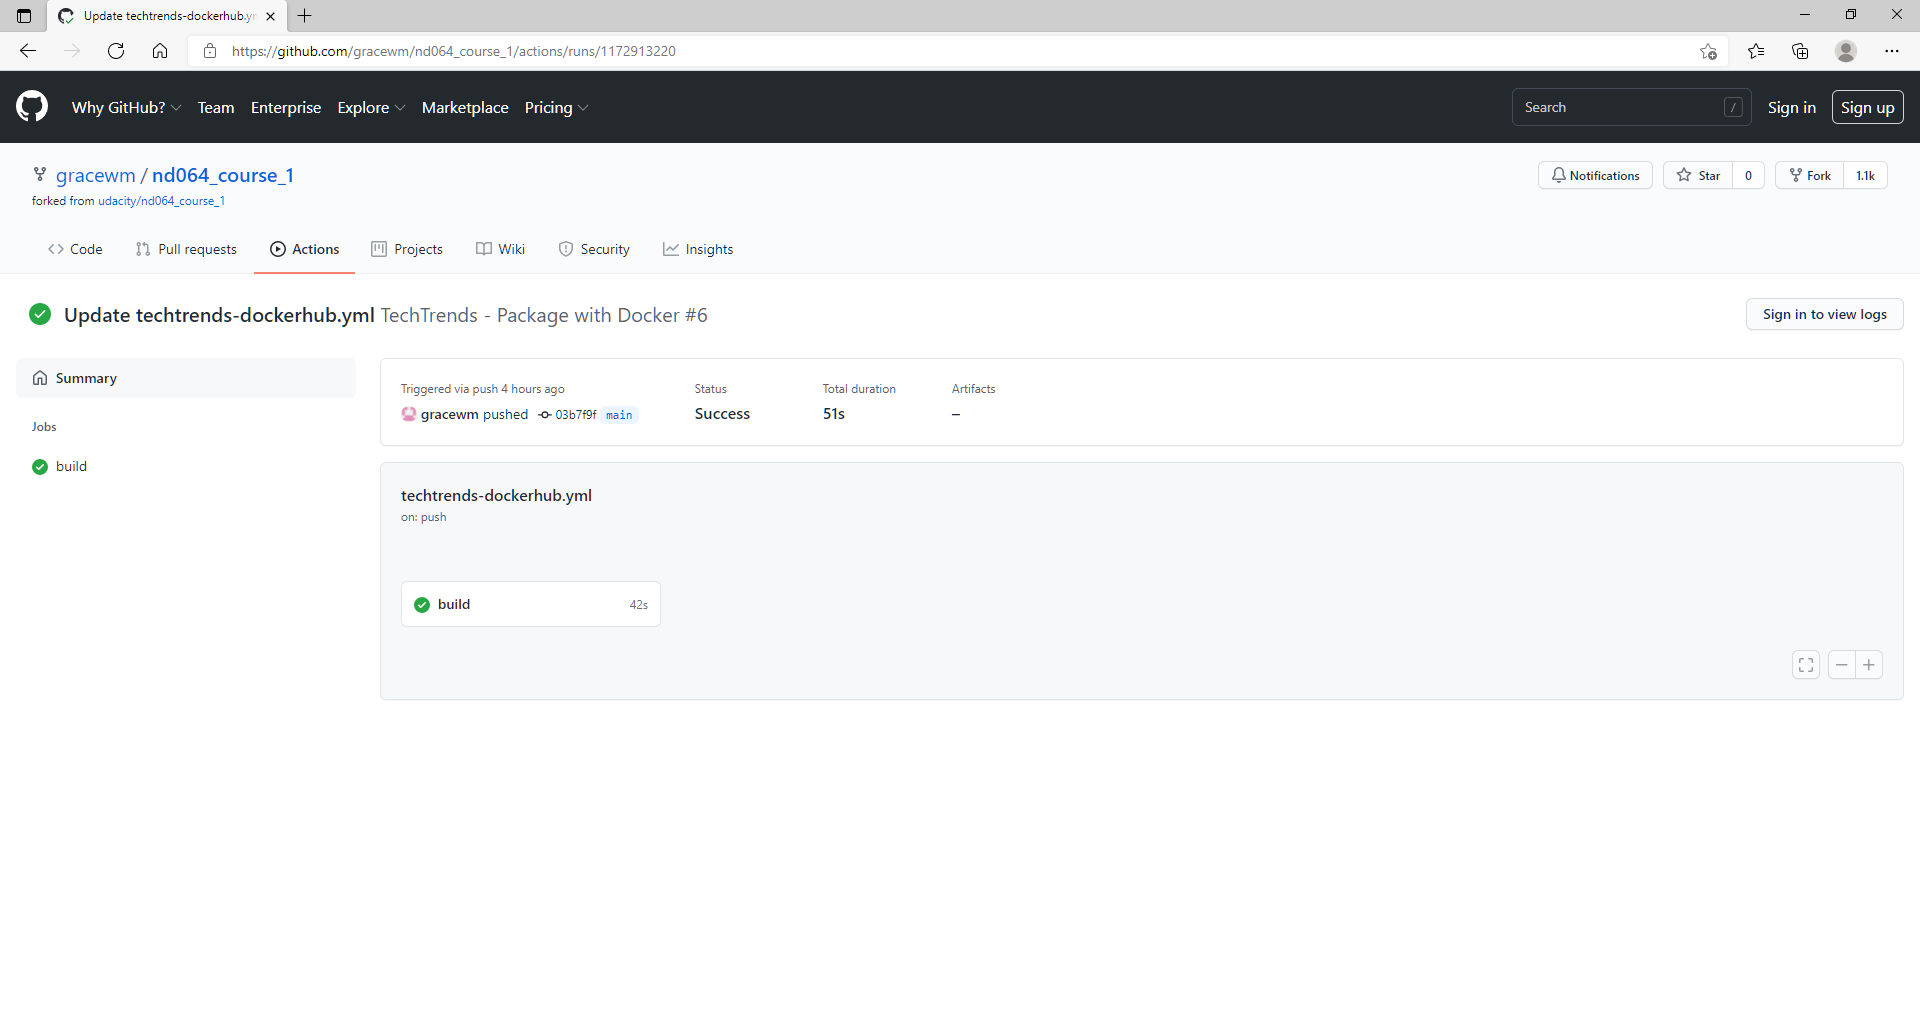 Update techtrends-dockerhub.y
https://github.com/gracewm/nd064_course_1/actions/runs/1172913220
Why GitHub? Team Enterprise Explore Marketplace Pricing Search / Sign in Sign up
gracewm / nd064_course_1 Notifications Star 0 Fork 1.1k
forked from udacity/nd064_course_1
Code Pull requests Actions Projects Wiki Security Insights
Update techtrends-dockerhub.yml TechTrends - Package with Docker #6 Sign in to view logs
Summary
Jobs
build
Triggered via push 4 hours ago Status Total duration Artifacts
gracewm pushed 03b7f9f main Success 51s –
techtrends-dockerhub.yml
on: push
build 42s